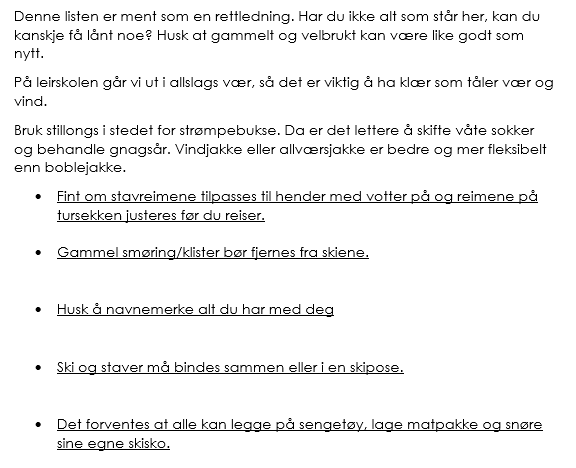 Denne listen er ment som en rettledning. Har du ikke alt som står her, kan du
kanskje få lånt noe? Husk at gammelt og velbrukt kan være like godt som
nytt.
På leirskolen går vi ut i allslags vær, så det er viktig å ha klær som tåler vær og
vind.
Bruk stillongs i stedet for strømpebukse. Da er det lettere å skifte våte sokker
og behandle gnagsår. Vindjakke eller allværsjakke er bedre og mer fleksibelt
enn boblejakke.
• Fint om stavreimene tilpasses til hender med votter på og reimene på
tursekken justeres før du reiser.
• Gammel smøring/klister bør fjernes fra skiene.
• Husk å navnemerke alt du har med deg
• Ski og staver må bindes sammen eller i en skipose.
• Det forventes at alle kan legge på sengetøy, lage matpakke og snøre
sine egne skisko.